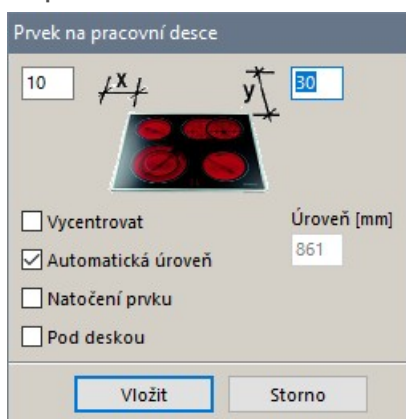 Prvek na pracovní desce
10 x y 30
Vycentrovat Úroveň [mm]
Automatická úroveň 861
Natočení prvku
Pod deskou
Vložit Storno